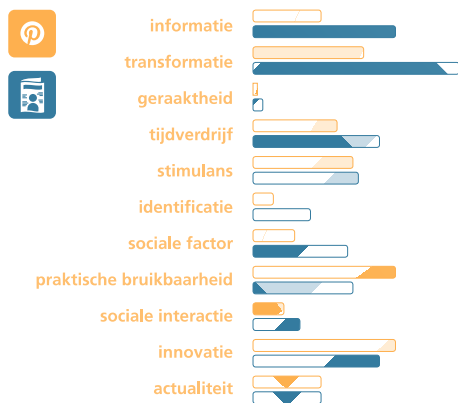 informatie
transformatie
geraaktheid
tijdverdrijf
stimulans
identificatie
sociale factor
praktische bruikbaarheid
sociale interactie
innovatie
actualiteit